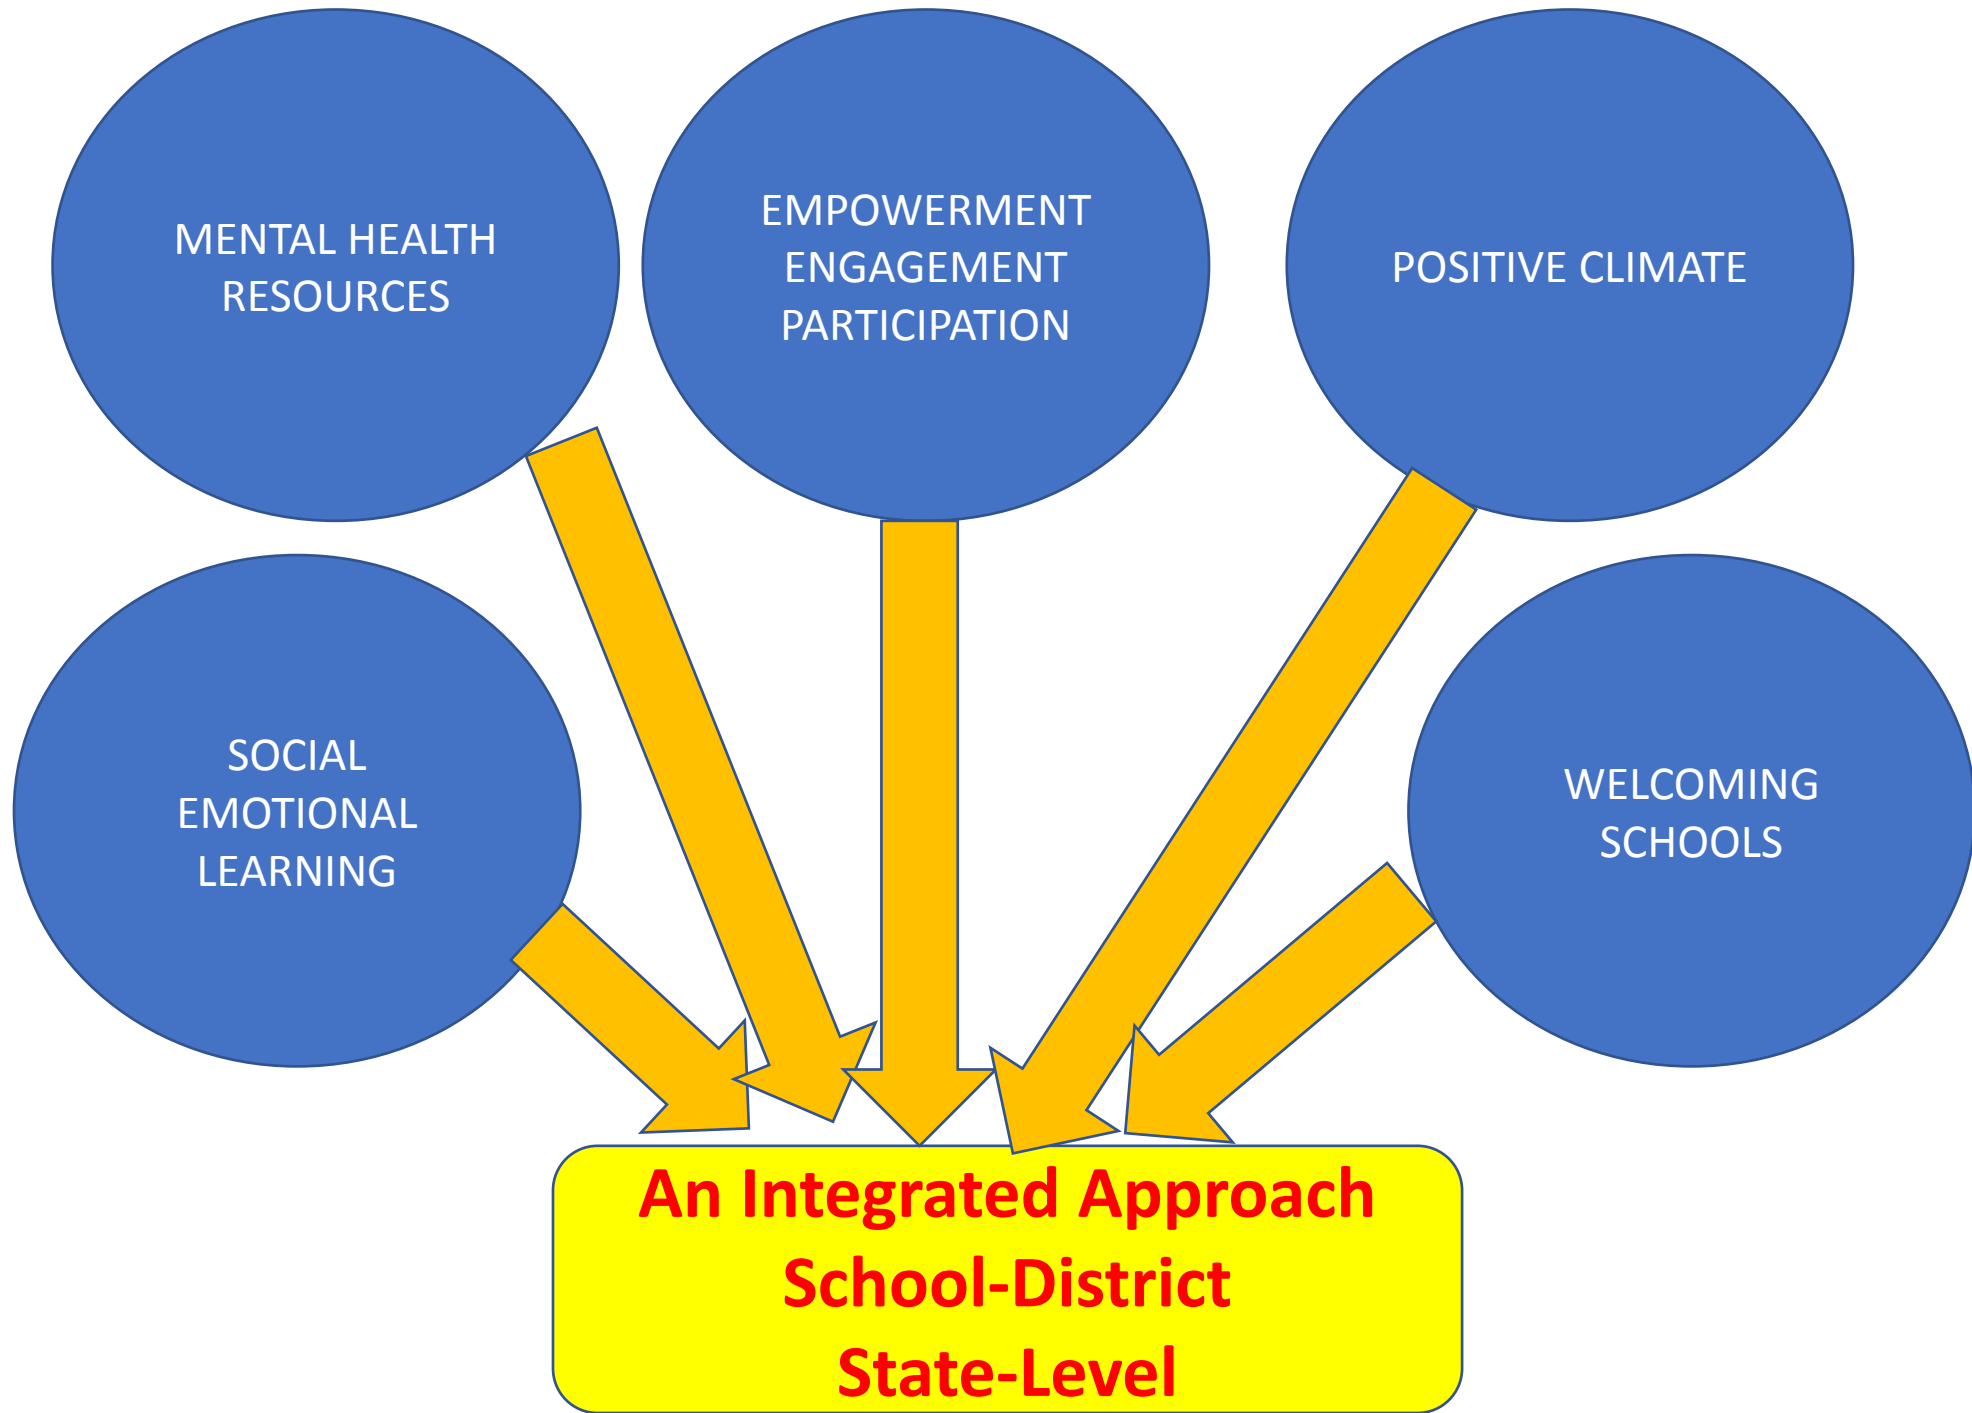 MENTAL HEALTH
RESOURCES
EMPOWERMENT
ENGAGEMENT
PARTICIPATION
POSITIVE CLIMATE
SOCIAL
EMOTIONAL
LEARNING
WELCOMING
SCHOOLS
An Integrated Approach
School-District
State-Level